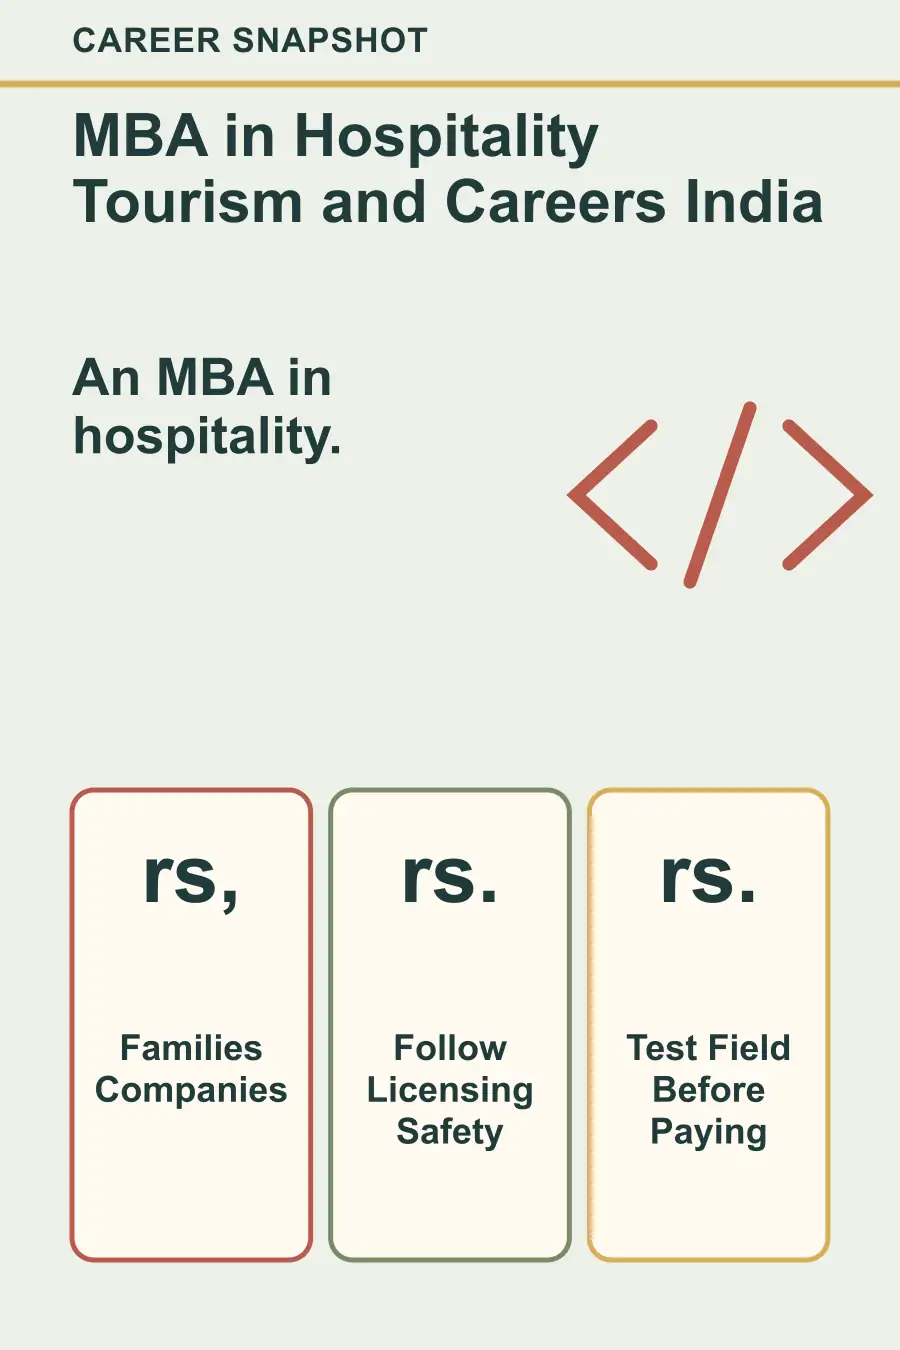 CAREER SNAPSHOT
MBA in Hospitality
Tourism and Careers India
An MBA in
hospitality.
</>
rs,
Families
Companies
rs.
Follow
Licensing
Safety
rs.
Test Field
Before
Paying